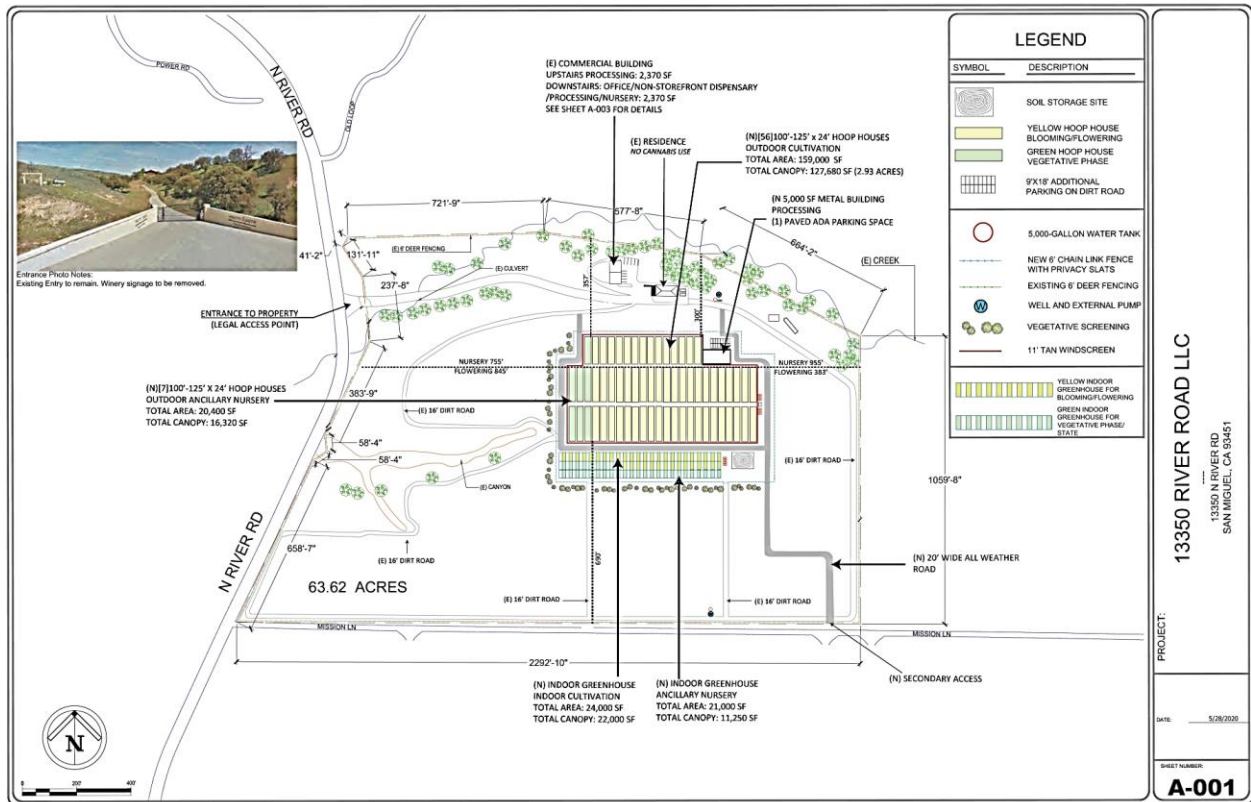 POWER RD
N RIVER RD
OLD LOOP
Entrance Photo Notes:
Existing Entry to remain. Winery signage to be removed.
(E) COMMERCIAL BUILDING
UPSTAIRS PROCESSING: 2,370 SF
DOWNSTAIRS: OFFICE/NON-STOREFRONT DISPENSARY
/PROCESSING/NURSERY: 2,370 SF
SEE SHEET A-003 FOR DETAILS
(E) RESIDENCE
NO CANNABIS USE
(N)[56]100'-125' x 24' HOOP HOUSES
OUTDOOR CULTIVATION
TOTAL AREA: 159,000 SF
TOTAL CANOPY: 127,680 SF (2.93 ACRES)
(N 5,000 SF METAL BUILDING
PROCESSING
(1) PAVED ADA PARKING SPACE
721'-9"
577'-8"
664'-2"
41'-2"
131'-11"
237'-8"
(E) 6' DEER FENCING
(E) CULVERT
(E) CREEK
357'
300'
ENTRANCE TO PROPERTY
(LEGAL ACCESS POINT)
NURSERY 755'
FLOWERING 845'
NURSERY 955'
FLOWERING 383'
(N)[7]100'-125' X 24' HOOP HOUSES
OUTDOOR ANCILLARY NURSERY
TOTAL AREA: 20,400 SF
TOTAL CANOPY: 16,320 SF
383'-9"
(E) 16' DIRT ROAD
58'-4"
58'-4"
(E) CANYON
(E) 16' DIRT ROAD
1059'-8"
658'-7"
(E) 16' DIRT ROAD
690'
N RIVER RD
63.62 ACRES
(E) 16' DIRT ROAD
(E) 16' DIRT ROAD
(N) 20' WIDE ALL WEATHER
ROAD
MISSION LN
MISSION LN
2292'-10"
(N) SECONDARY ACCESS
(N) INDOOR GREENHOUSE
INDOOR CULTIVATION
TOTAL AREA: 24,000 SF
TOTAL CANOPY: 22,000 SF
(N) INDOOR GREENHOUSE
ANCILLARY NURSERY
TOTAL AREA: 21,000 SF
TOTAL CANOPY: 11,250 SF
N
0 200' 400'
LEGEND
SYMBOL DESCRIPTION
SOIL STORAGE SITE
YELLOW HOOP HOUSE
BLOOMING/FLOWERING
GREEN HOOP HOUSE
VEGETATIVE PHASE
9'X18' ADDITIONAL
PARKING ON DIRT ROAD
5,000-GALLON WATER TANK
NEW 6' CHAIN LINK FENCE
WITH PRIVACY SLATS
EXISTING 6' DEER FENCING
W
WELL AND EXTERNAL PUMP
VEGETATIVE SCREENING
11' TAN WINDSCREEN
YELLOW INDOOR
GREENHOUSE FOR
BLOOMING/FLOWERING
GREEN INDOOR
GREENHOUSE FOR
VEGETATIVE PHASE/
STATE
PROJECT:
13350 RIVER ROAD LLC
13350 N RIVER RD
SAN MIGUEL, CA 93451
DATE: 5/28/2020
SHEET NUMBER:
A-001